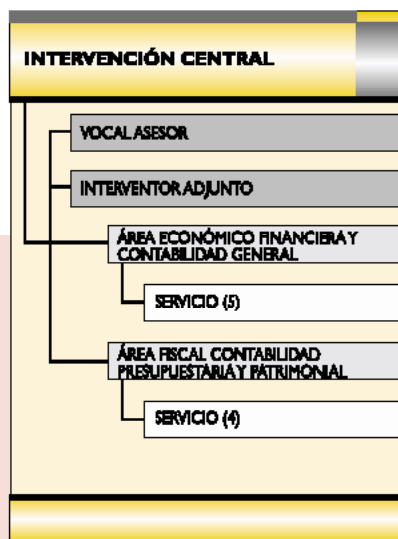 INTERVENCIÓN CENTRAL
VOCAL ASESOR
INTERVENTOR ADJUNTO
ÁREA ECONÓMICO FINANCIERA Y
CONTABILIDAD GENERAL
SERVICIO (5)
ÁREA FISCAL CONTABILIDAD
PRESUPUESTARIA Y PATRIMONIAL
SERVICIO (4)